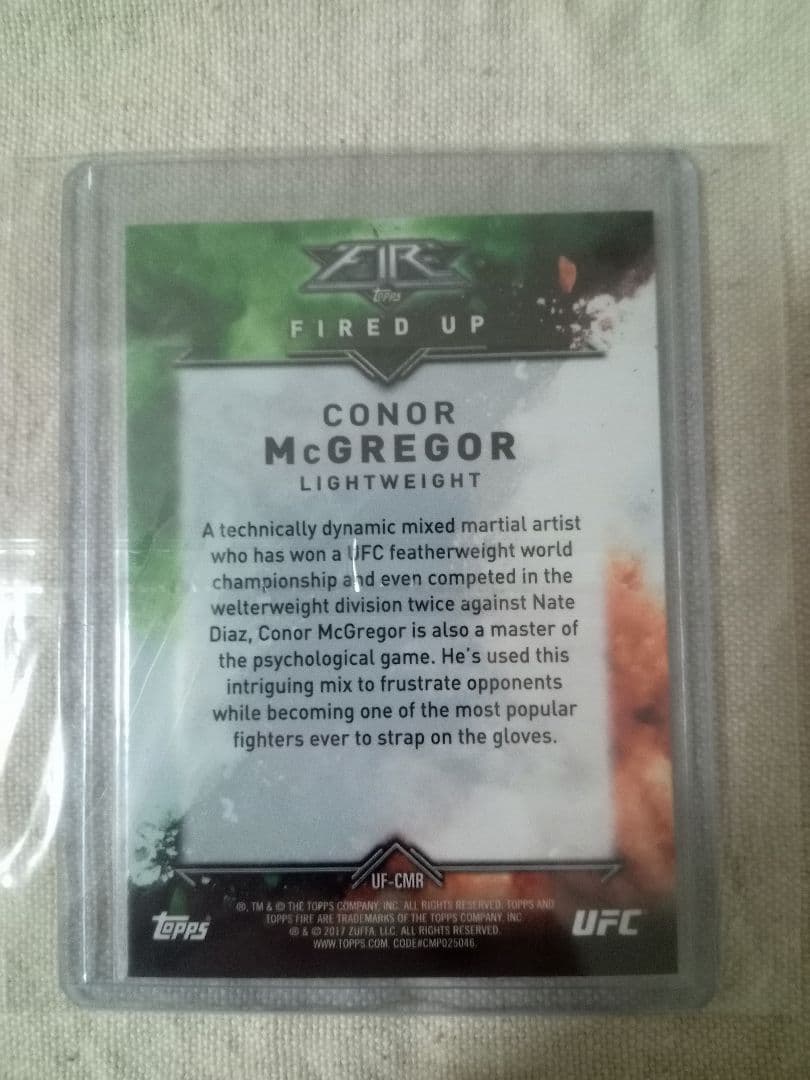 FIRE
TOPPS
FIRED UP
CONOR
McGREGOR
LIGHTWEIGHT
A technically dynamic mixed martial artist
who has won a UFC featherweight world
championship and even competed in the
welterweight division twice against Nate
Diaz, Conor McGregor is also a master of
the psychological game. He's used this
intriguing mix to frustrate opponents
while becoming one of the most popular
fighters ever to strap on the gloves.
UF-CMR
®, TM & © THE TOPPS COMPANY, INC. ALL RIGHTS RESERVED. TOPPS AND
TOPPS FIRE ARE TRADEMARKS OF THE TOPPS COMPANY, INC.
® & © 2017 ZUFFA, LLC. ALL RIGHTS RESERVED.
WWW.TOPPS.COM. CODE#CMP025046
Topps
UFC